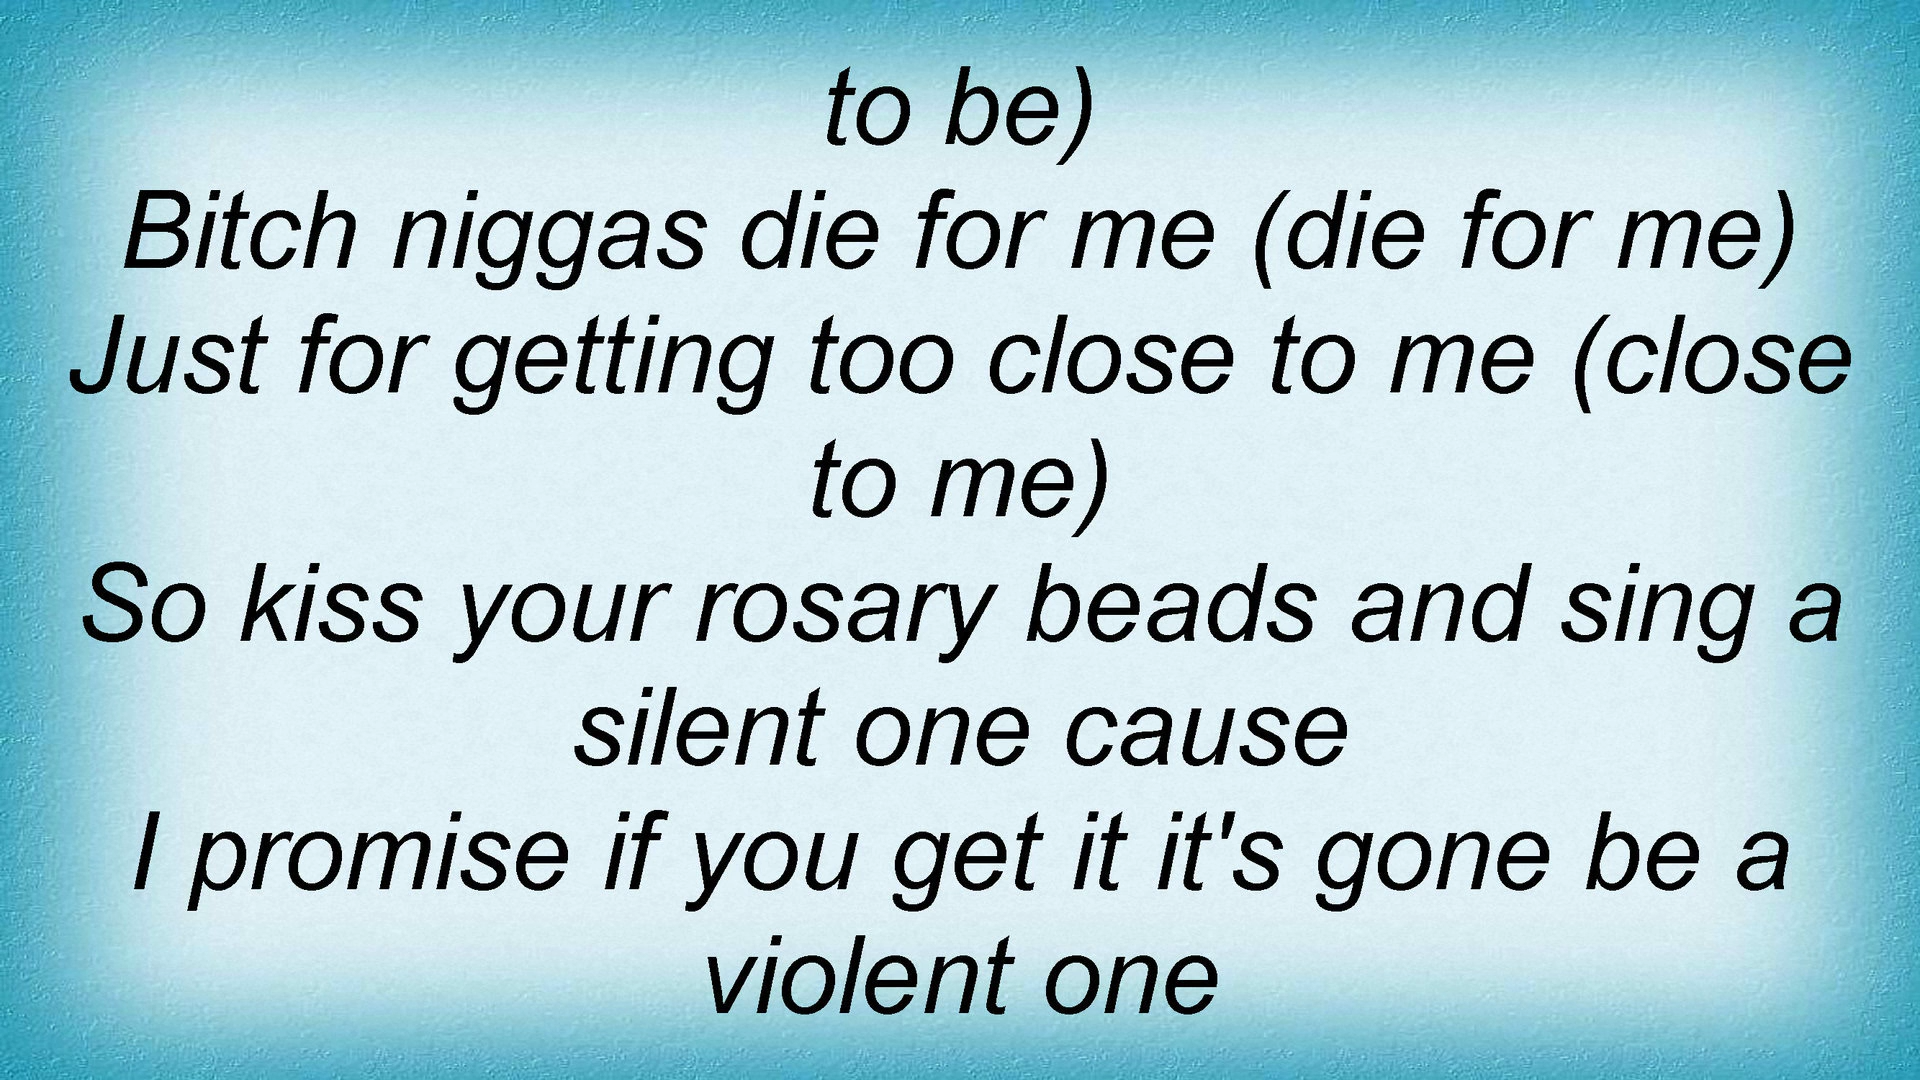 to be)
Bitch niggas die for me (die for me)
Just for getting too close to me (close
to me)
So kiss your rosary beads and sing a
silent one cause
I promise if you get it it's gone be a
violent one